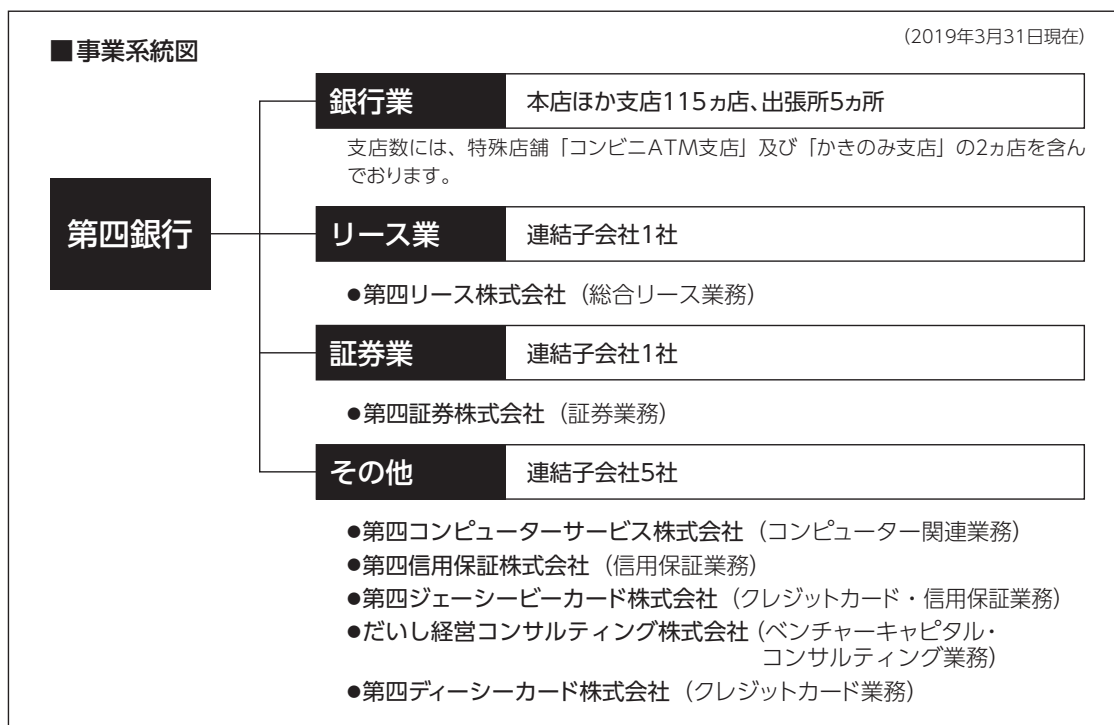 ■事業系統図
(2019年3月31日現在)
第四銀行
銀行業 本店ほか支店115ヵ店、出張所5ヵ所
支店数には、特殊店舗「コンビニATM支店」及び「かきのみ支店」の2ヵ店を含ん
でおります。
リース業 連結子会社1社
●第四リース株式会社（総合リース業務）
証券業 連結子会社1社
●第四証券株式会社（証券業務）
その他 連結子会社5社
●第四コンピューターサービス株式会社（コンピューター関連業務）
●第四信用保証株式会社（信用保証業務）
●第四ジェーシービーカード株式会社（クレジットカード・信用保証業務）
●だいし経営コンサルティング株式会社（ベンチャーキャピタル・
コンサルティング業務）
●第四ディーシーカード株式会社（クレジットカード業務）